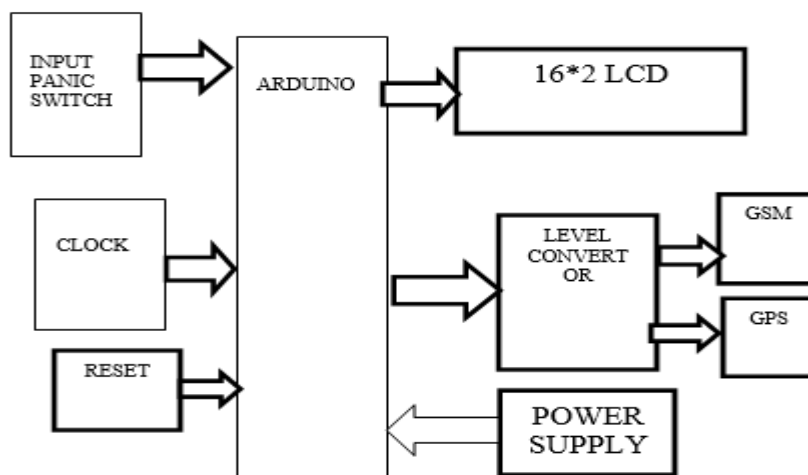 INPUT
PANIC
SWITCH
ARDUINO
16*2 LCD
CLOCK
LEVEL
CONVERT
OR
GSM
GPS
RESET
POWER
SUPPLY